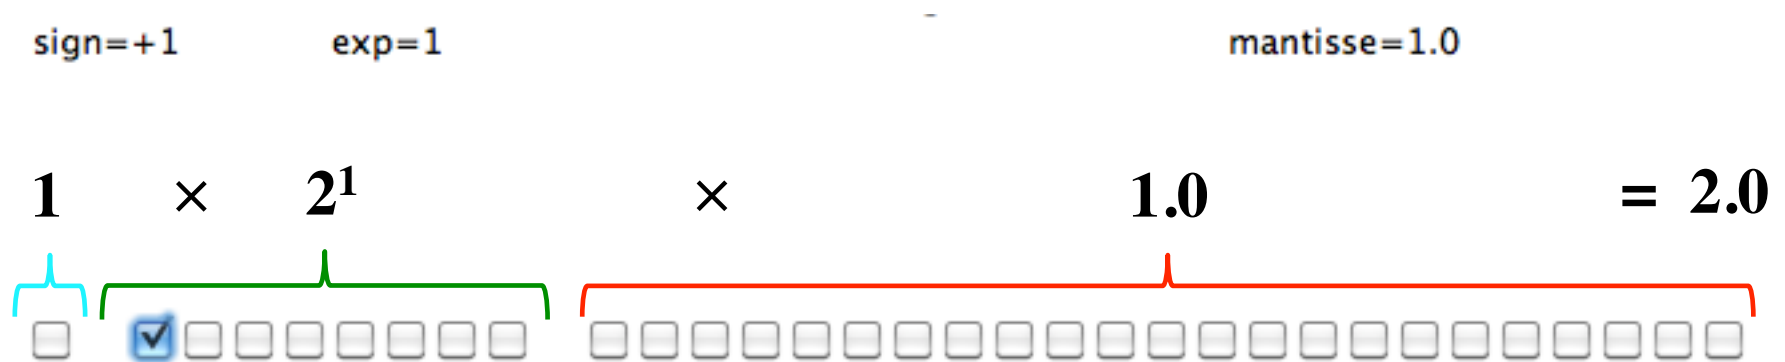 sign=+1 exp=1 mantisse=1.0
1 × 2¹ × 1.0 = 2.0